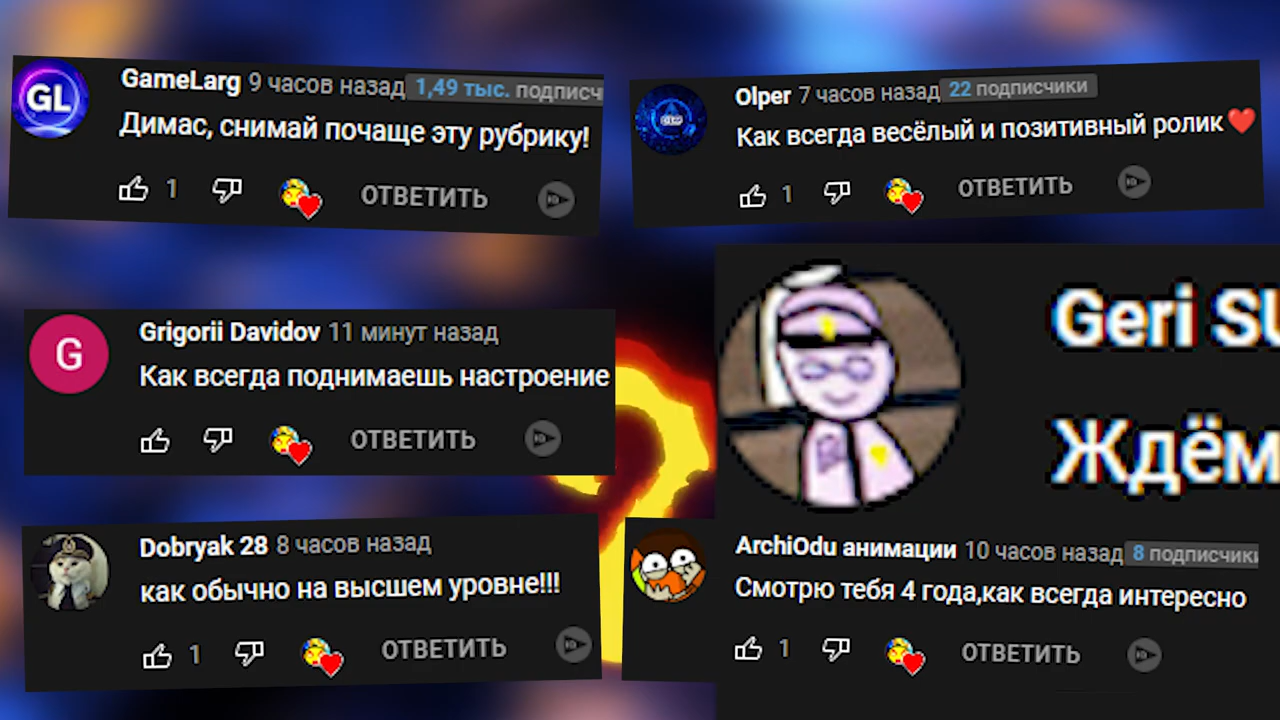 GL
GameLarg 9 часов назад 1,49 тыс. подписч
Димас, снимай почаще эту рубрику!
1 ОТВЕТИТЬ
Olper 7 часов назад 22 подписчики
Как всегда весёлый и позитивный ролик❤️
1 ОТВЕТИТЬ
G
Grigorii Davidov 11 минут назад
Как всегда поднимаешь настроение
ОТВЕТИТЬ
Geri SU
Ждём
Dobryak 28 8 часов назад
как обычно на высшем уровне!!!
1 ОТВЕТИТЬ
ArchiOdu анимации 10 часов назад 8 подписчики
Смотрю тебя 4 года,как всегда интересно
1 ОТВЕТИТЬ